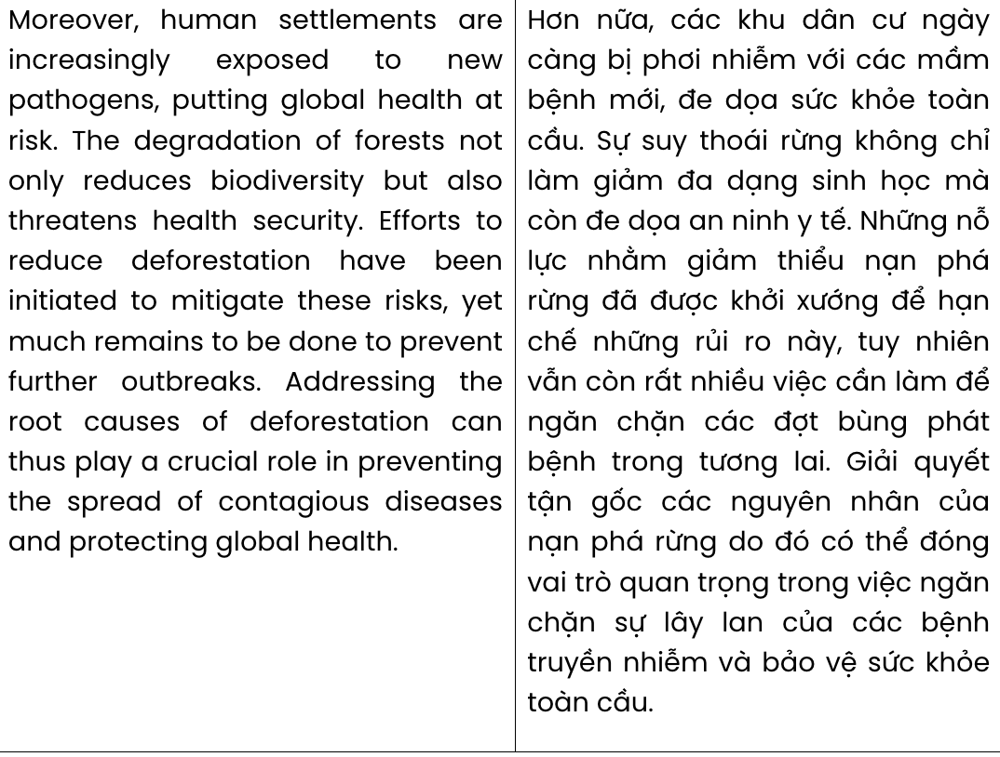 Moreover, human settlements are
increasingly exposed to new
pathogens, putting global health at
risk. The degradation of forests not
only reduces biodiversity but also
threatens health security. Efforts to
reduce deforestation have been
initiated to mitigate these risks, yet
much remains to be done to prevent
further outbreaks. Addressing the
root causes of deforestation can
thus play a crucial role in preventing
the spread of contagious diseases
and protecting global health.
Hơn nữa, các khu dân cư ngày
càng bị phơi nhiễm với các mầm
bệnh mới, đe dọa sức khỏe toàn
cầu. Sự suy thoái rừng không chỉ
làm giảm đa dạng sinh học mà
còn đe dọa an ninh y tế. Những nỗ
lực nhằm giảm thiểu nạn phá
rừng đã được khởi xướng để hạn
chế những rủi ro này, tuy nhiên
vẫn còn rất nhiều việc cần làm để
ngăn chặn các đợt bùng phát
bệnh trong tương lai. Giải quyết
tận gốc các nguyên nhân của
nạn phá rừng do đó có thể đóng
vai trò quan trọng trong việc ngăn
chặn sự lây lan của các bệnh
truyền nhiễm và bảo vệ sức khỏe
toàn cầu.